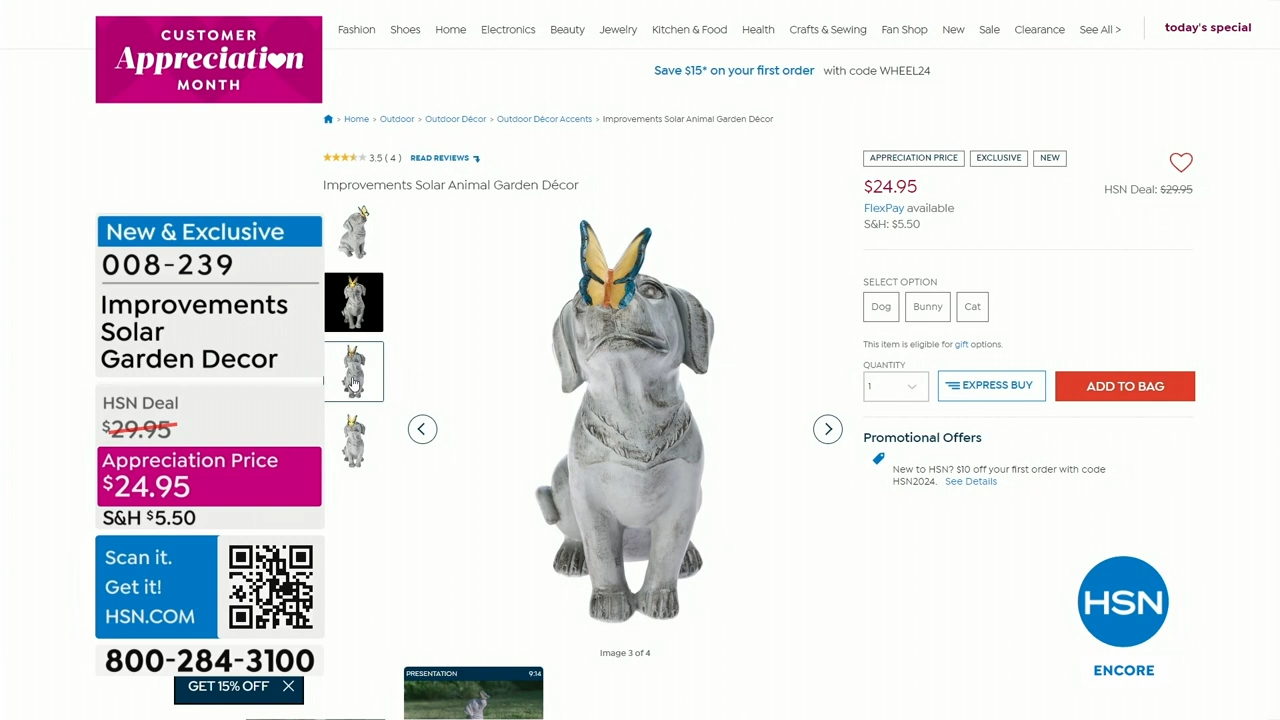 CUSTOMER
Appreciation
MONTH
Fashion Shoes Home Electronics Beauty Jewelry Kitchen & Food Health Crafts & Sewing Fan Shop New Sale Clearance See All > today's special
Save $15* on your first order with code WHEEL24
> Home > Outdoor > Outdoor Décor > Outdoor Décor Accents > Improvements Solar Animal Garden Décor
3.5 ( 4 ) READ REVIEWS
Improvements Solar Animal Garden Décor
APPRECIATION PRICE EXCLUSIVE NEW
$24.95
HSN Deal: $29.95
FlexPay available
S&H: $5.50
SELECT OPTION
Dog Bunny Cat
This item is eligible for gift options.
QUANTITY
1 EXPRESS BUY ADD TO BAG
Promotional Offers
New to HSN? $10 off your first order with code
HSN2024. See Details
New & Exclusive
008-239
Improvements
Solar
Garden Decor
HSN Deal
$29.95
Appreciation Price
$24.95
S&H $5.50
Scan it.
Get it!
HSN.COM
800-284-3100
GET 15% OFF
Image 3 of 4
PRESENTATION 9:14
HSN
ENCORE